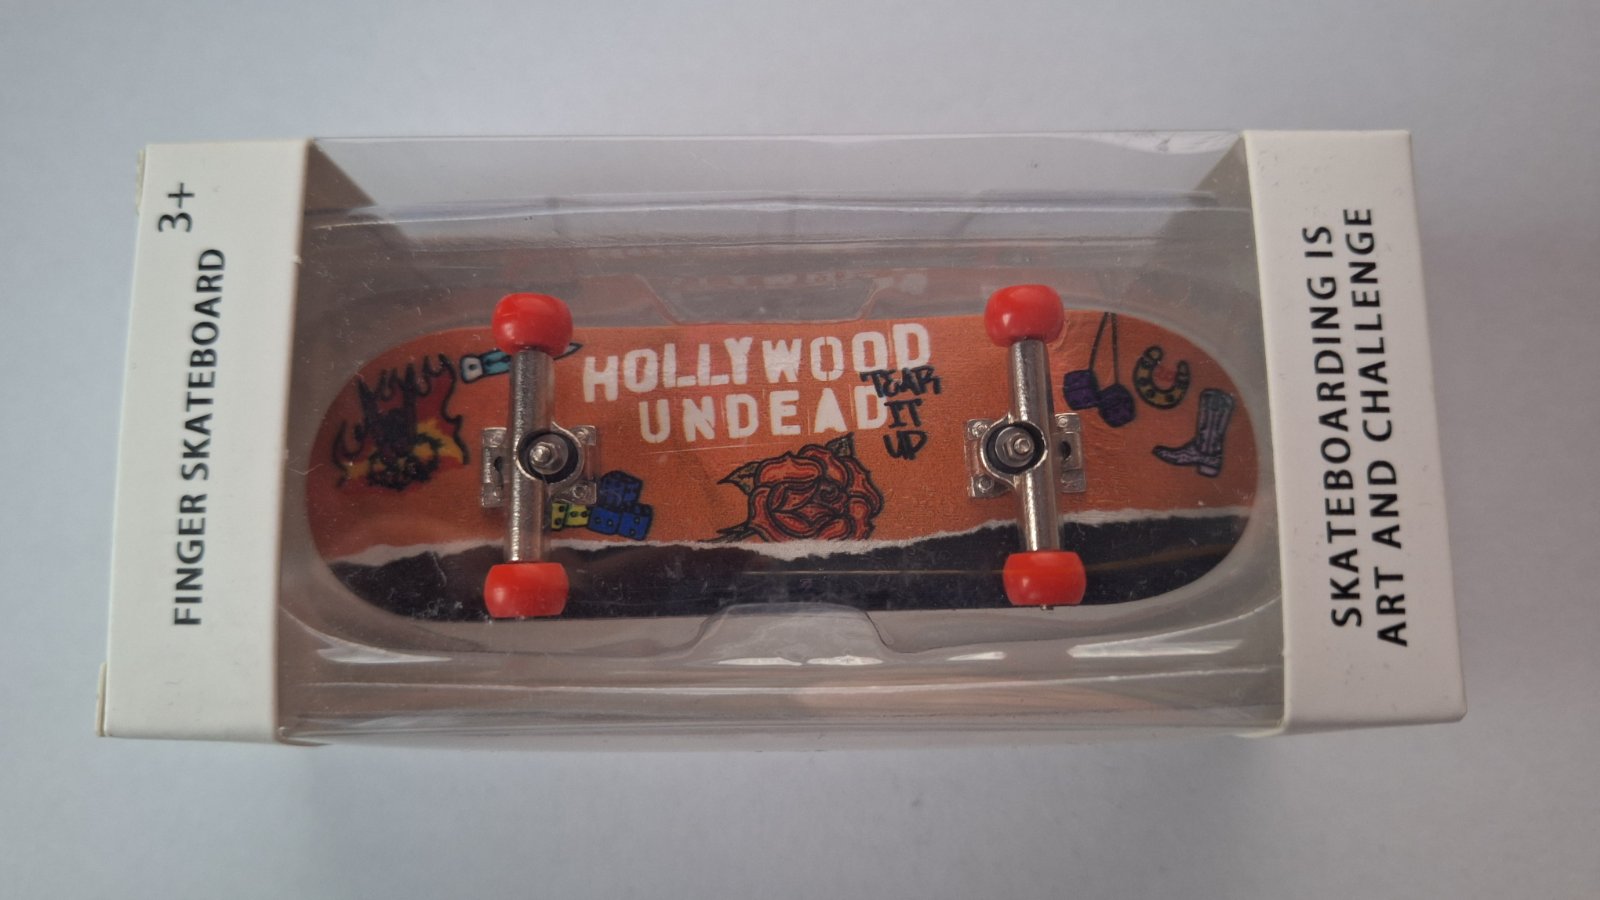 3+
FINGER SKATEBOARD
HOLLYWOOD
UNDEAD
TEAR
IT
UP
SKATEBOARDING IS
ART AND CHALLENGE